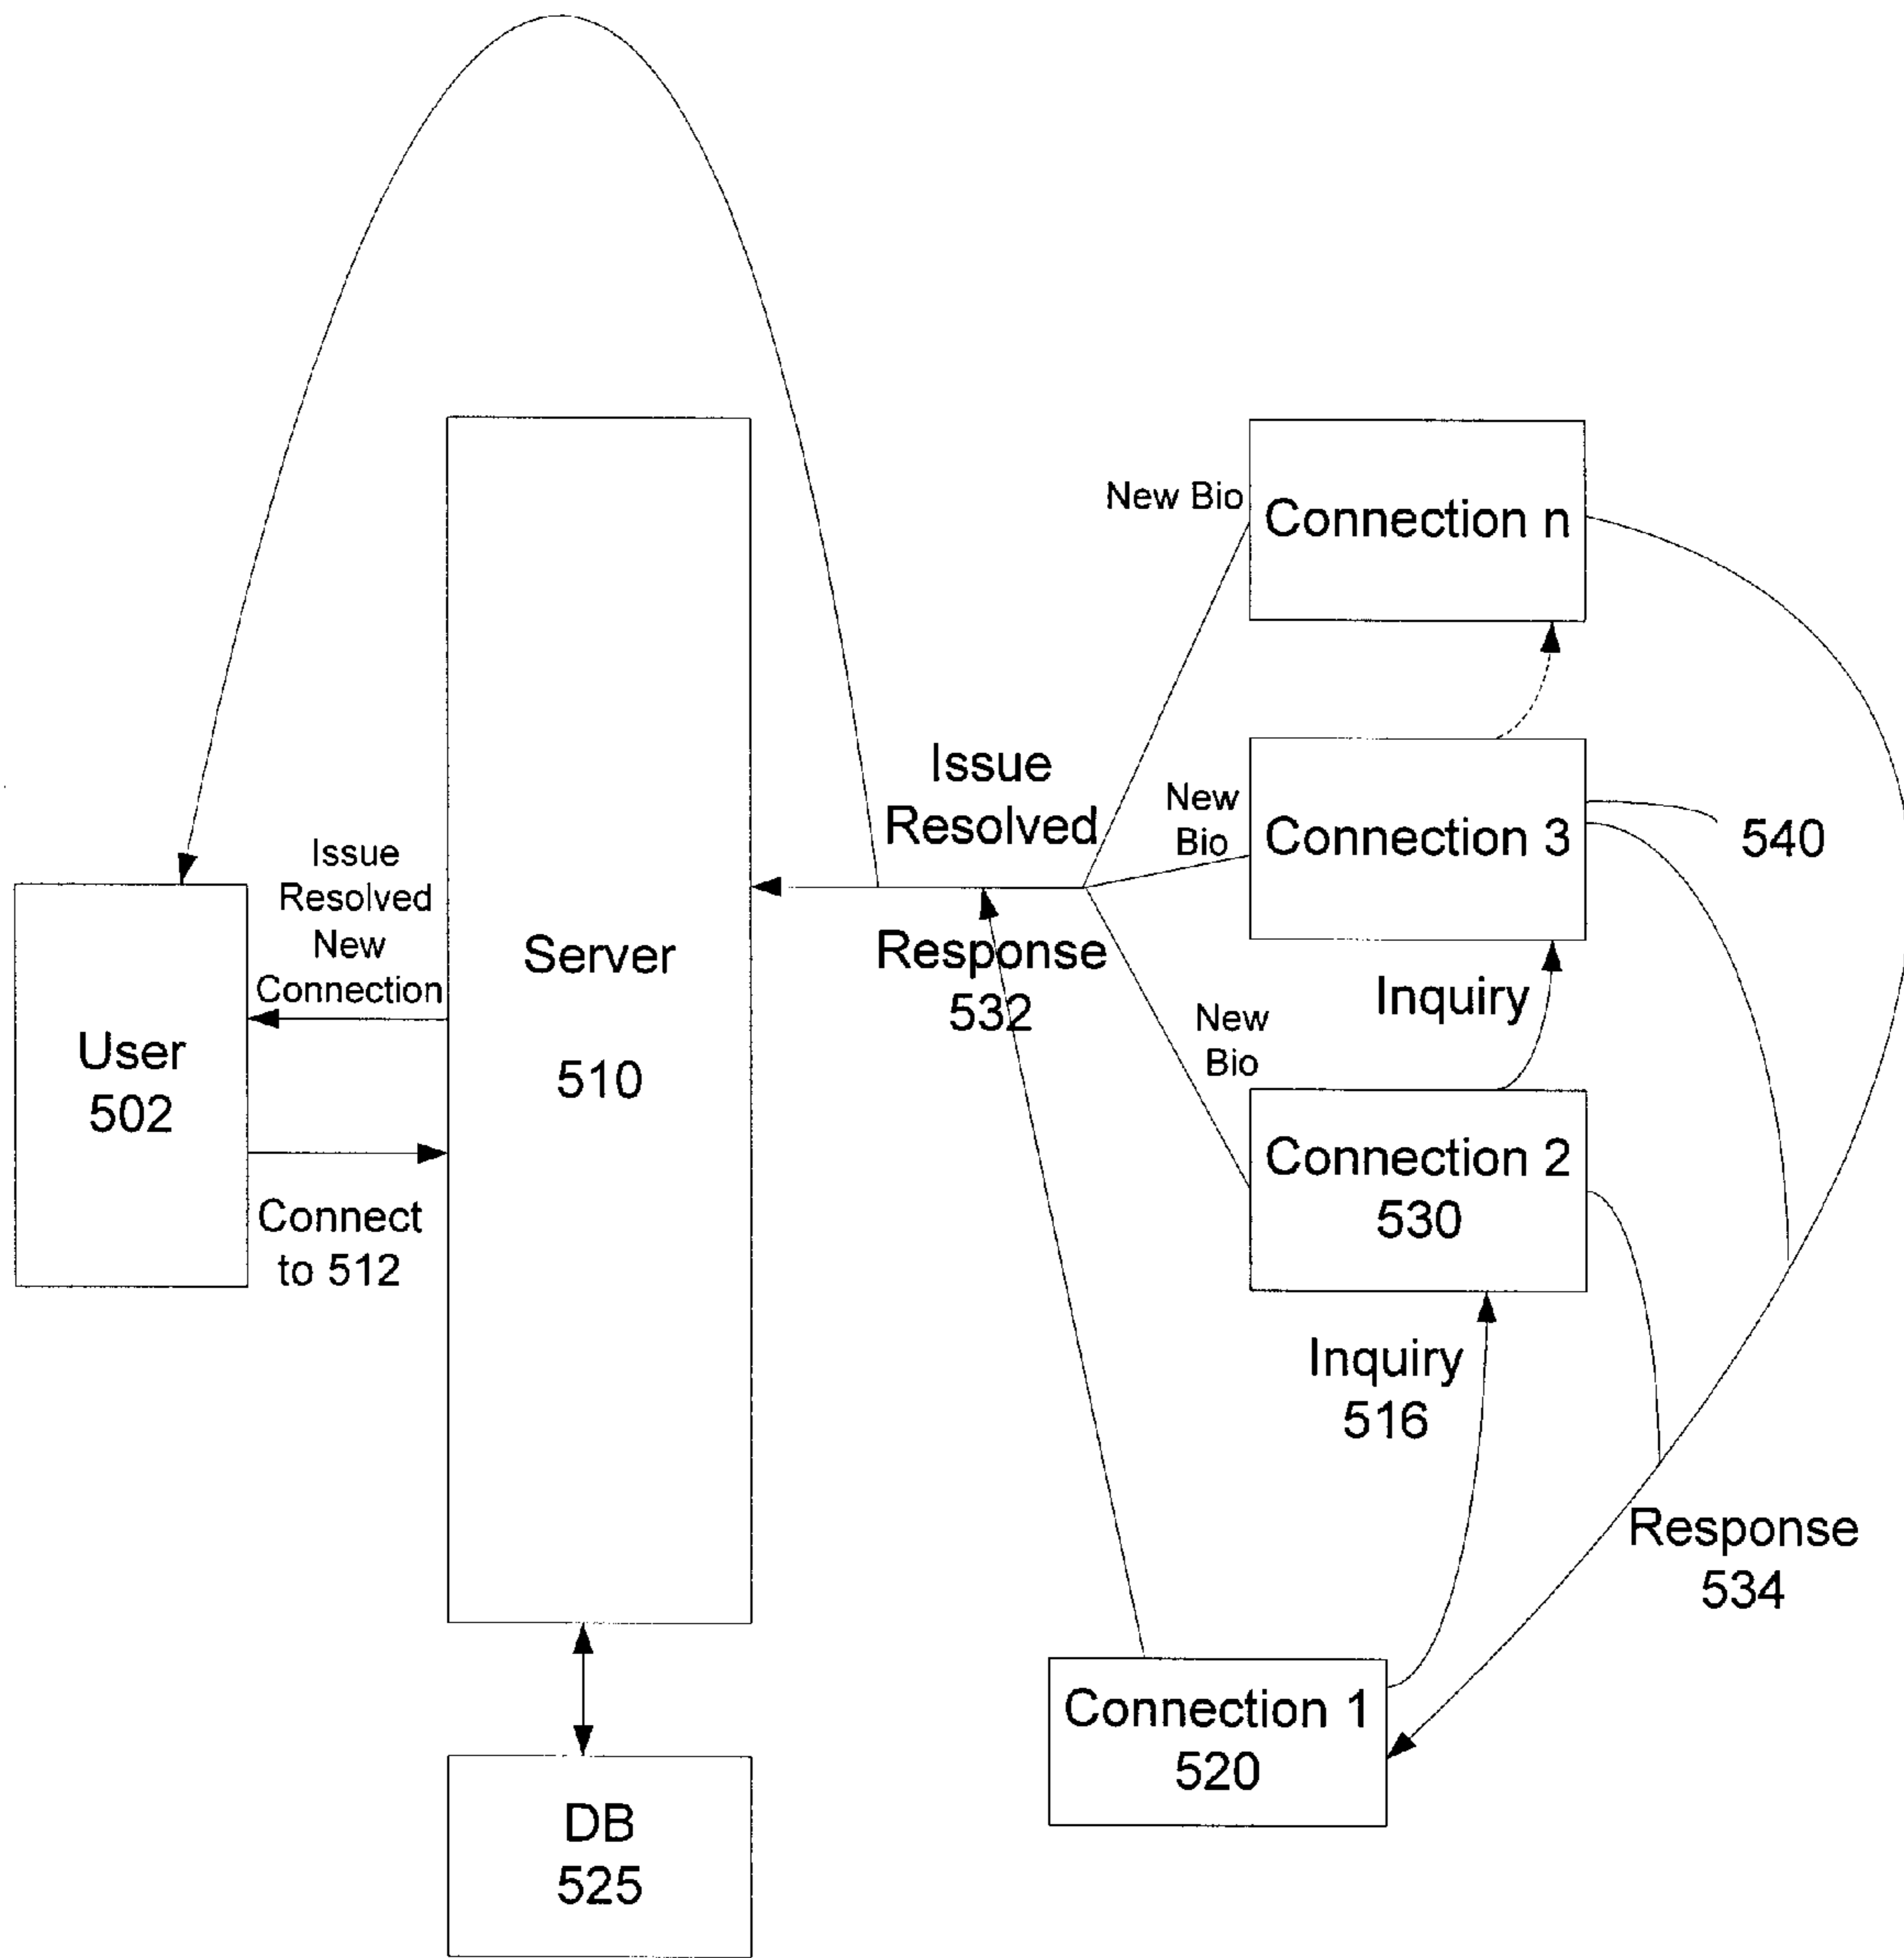 New Bio
Connection n
Issue
Resolved
New
Bio
Connection 3
540
Issue
Resolved
New
Connection
Server
510
Response
532
Inquiry
New
Bio
User
502
Connect
to 512
Connection 2
530
Inquiry
516
Response
534
Connection 1
520
DB
525